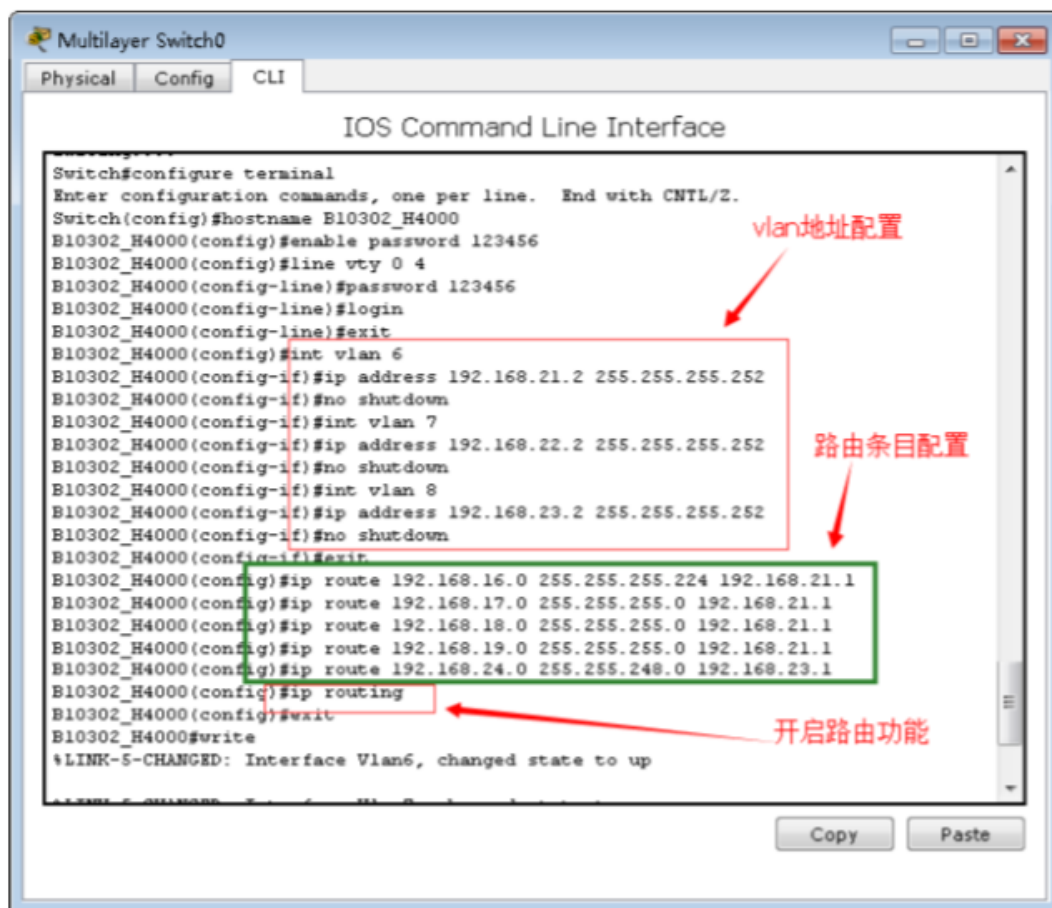 Multilayer Switch0
Physical Config CLI
IOS Command Line Interface
Switch#configure terminal
Enter configuration commands, one per line. End with CNTL/Z.
Switch(config)#hostname B10302_H4000
B10302_H4000(config)#enable password 123456
vlan地址配置
B10302_H4000(config)#line vty 0 4
B10302_H4000(config-line)#password 123456
B10302_H4000(config-line)#login
B10302_H4000(config-line)#exit
B10302_H4000(config)#int vlan 6
B10302_H4000(config-if)#ip address 192.168.21.2 255.255.255.252
B10302_H4000(config-if)#no shutdown
B10302_H4000(config-if)#int vlan 7
B10302_H4000(config-if)#ip address 192.168.22.2 255.255.255.252
路由条目配置
B10302_H4000(config-if)#no shutdown
B10302_H4000(config-if)#int vlan 8
B10302_H4000(config-if)#ip address 192.168.23.2 255.255.255.252
B10302_H4000(config-if)#no shutdown
B10302_H4000(config-if)#exit
B10302_H4000(config)#ip route 192.168.16.0 255.255.255.224 192.168.21.1
B10302_H4000(config)#ip route 192.168.17.0 255.255.255.0 192.168.21.1
B10302_H4000(config)#ip route 192.168.18.0 255.255.255.0 192.168.21.1
B10302_H4000(config)#ip route 192.168.19.0 255.255.255.0 192.168.21.1
B10302_H4000(config)#ip route 192.168.24.0 255.255.248.0 192.168.23.1
B10302_H4000(config)#ip routing
B10302_H4000(config)#exit
开启路由功能
B10302_H4000#write
%LINK-5-CHANGED: Interface Vlan6, changed state to up
Copy Paste